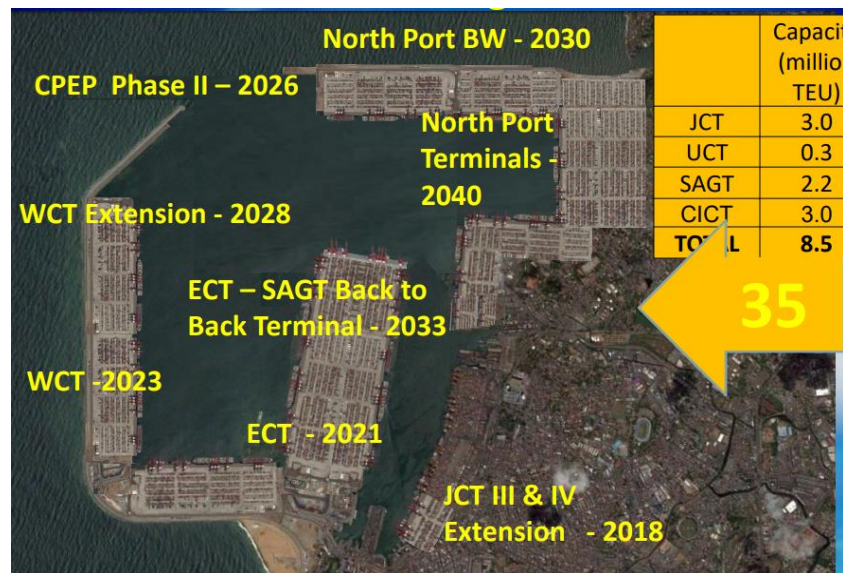 North Port BW - 2030
CPEP Phase II – 2026
North Port
Terminals -
2040
WCT Extension - 2028
ECT – SAGT Back to
Back Terminal - 2033
WCT -2023
ECT - 2021
JCT III & IV
Extension - 2018
(million
TEU)
JCT 3.0
UCT 0.3
SAGT 2.2
CICT 3.0
8.5
35